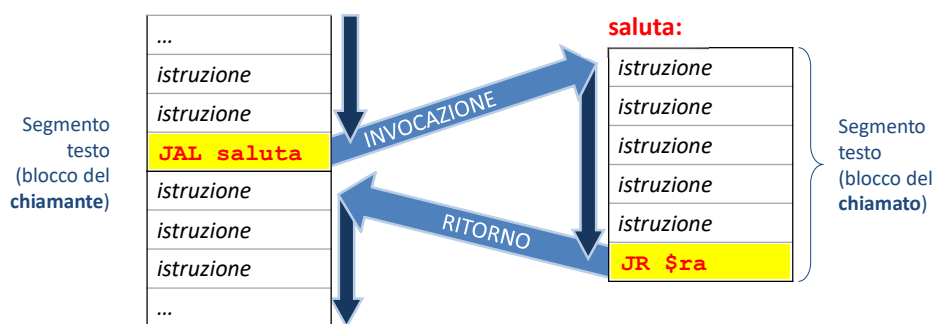 Segmento
testo
(blocco del
chiamante)
…
istruzione
istruzione
JAL saluta
istruzione
istruzione
istruzione
…
INVOCAZIONE
RITORNO
saluta:
istruzione
istruzione
istruzione
istruzione
istruzione
JR $ra
Segmento
testo
(blocco del
chiamato)